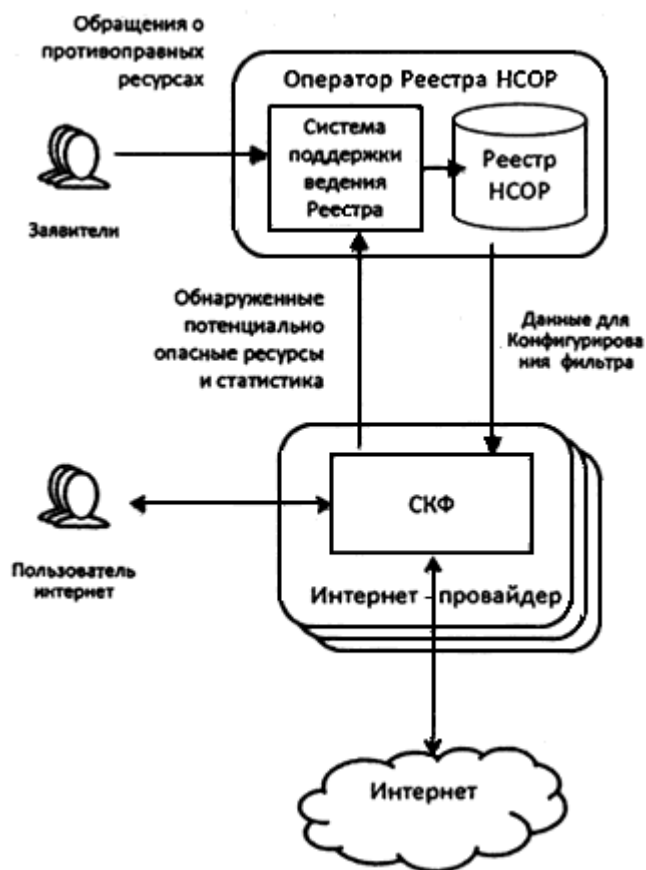 Обращения о
противоправных
ресурсах
Оператор Реестра НСОР
Система
поддержки
ведения
Реестра
Реестр
НСОР
Заявители
Обнаруженные
потенциально
опасные ресурсы
и статистика
Данные для
Конфигурирова
ния фильтра
СКФ
Пользователь
интернет
Интернет - провайдер
Интернет